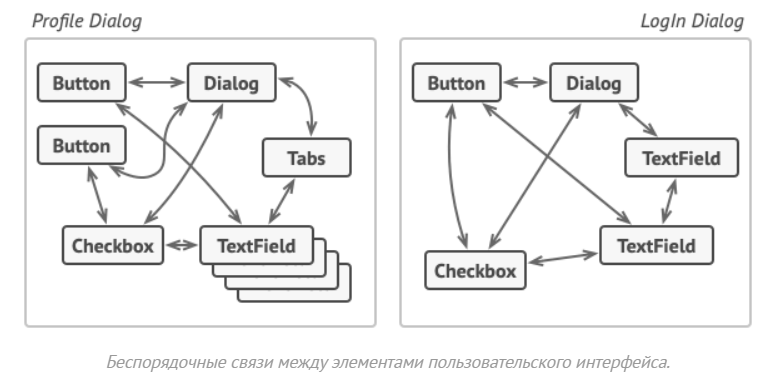 Profile Dialog
LogIn Dialog
Button
Dialog
Button
Tabs
Checkbox
TextField
Button
Dialog
TextField
TextField
Checkbox
Беспорядочные связи между элементами пользовательского интерфейса.